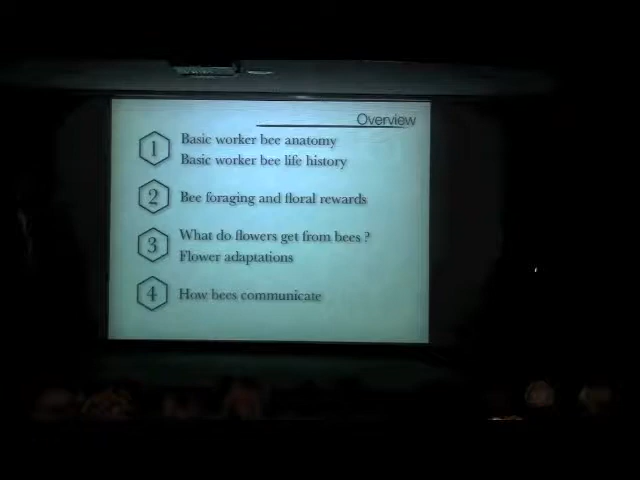 Overview
1
Basic worker bee anatomy
Basic worker bee life history
2
Bee foraging and floral rewards
3
What do flowers get from bees ?
Flower adaptations
4
How bees communicate